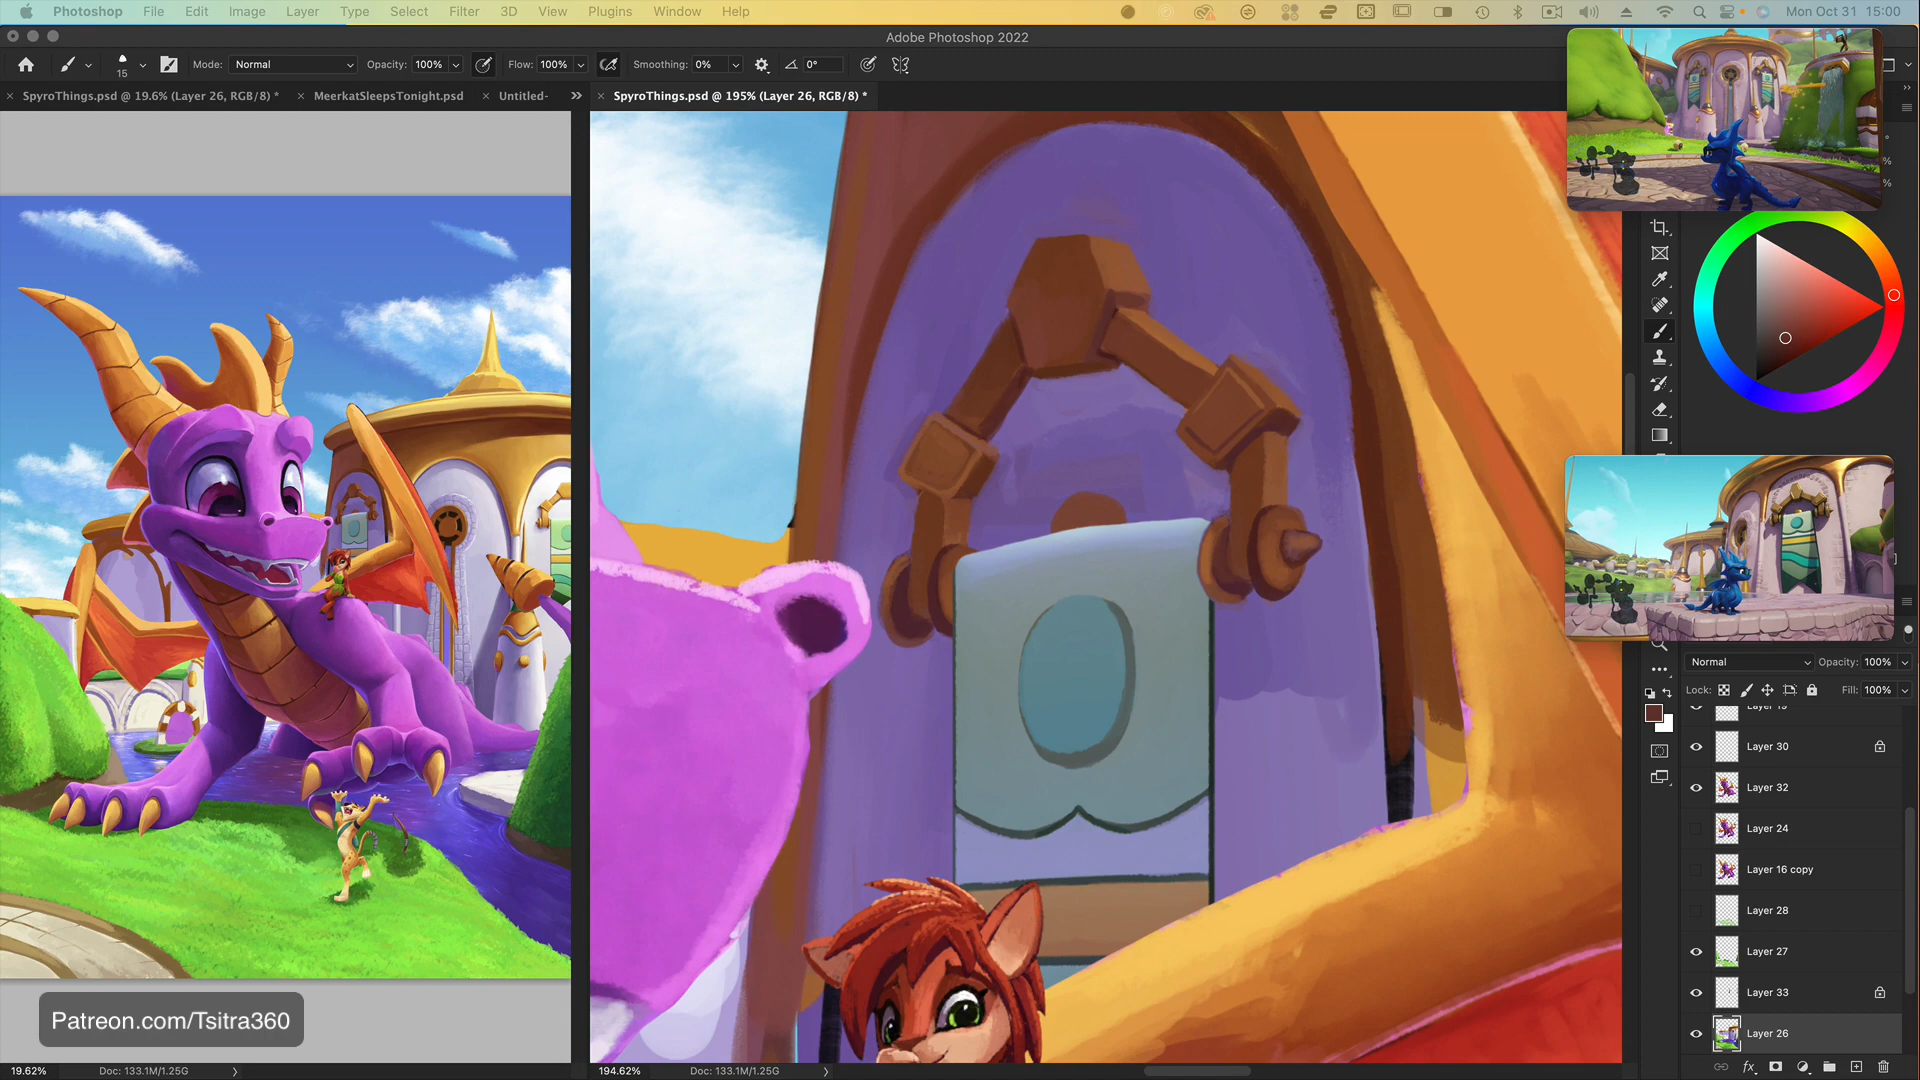 Photoshop File Edit Image Layer Type Select Filter 3D View Plugins Window Help Mon Oct 31 15:00
Adobe Photoshop 2022
15 Mode: Normal Opacity: 100% Flow: 100% Smoothing: 0% 0°
SpyroThings.psd @ 19.6% (Layer 26, RGB/8) * MeerkatSleepsTonight.psd Untitled- SpyroThings.psd @ 195% (Layer 26, RGB/8) *
%
%
Normal Opacity: 100%
Lock: Fill: 100%
Layer 30
Layer 32
Layer 24
Layer 16 copy
Layer 28
Layer 27
Layer 33
Layer 26
Patreon.com/Tsitra360
19.62% Doc: 133.1M/1.25G 194.62% Doc: 133.1M/1.25G
fx